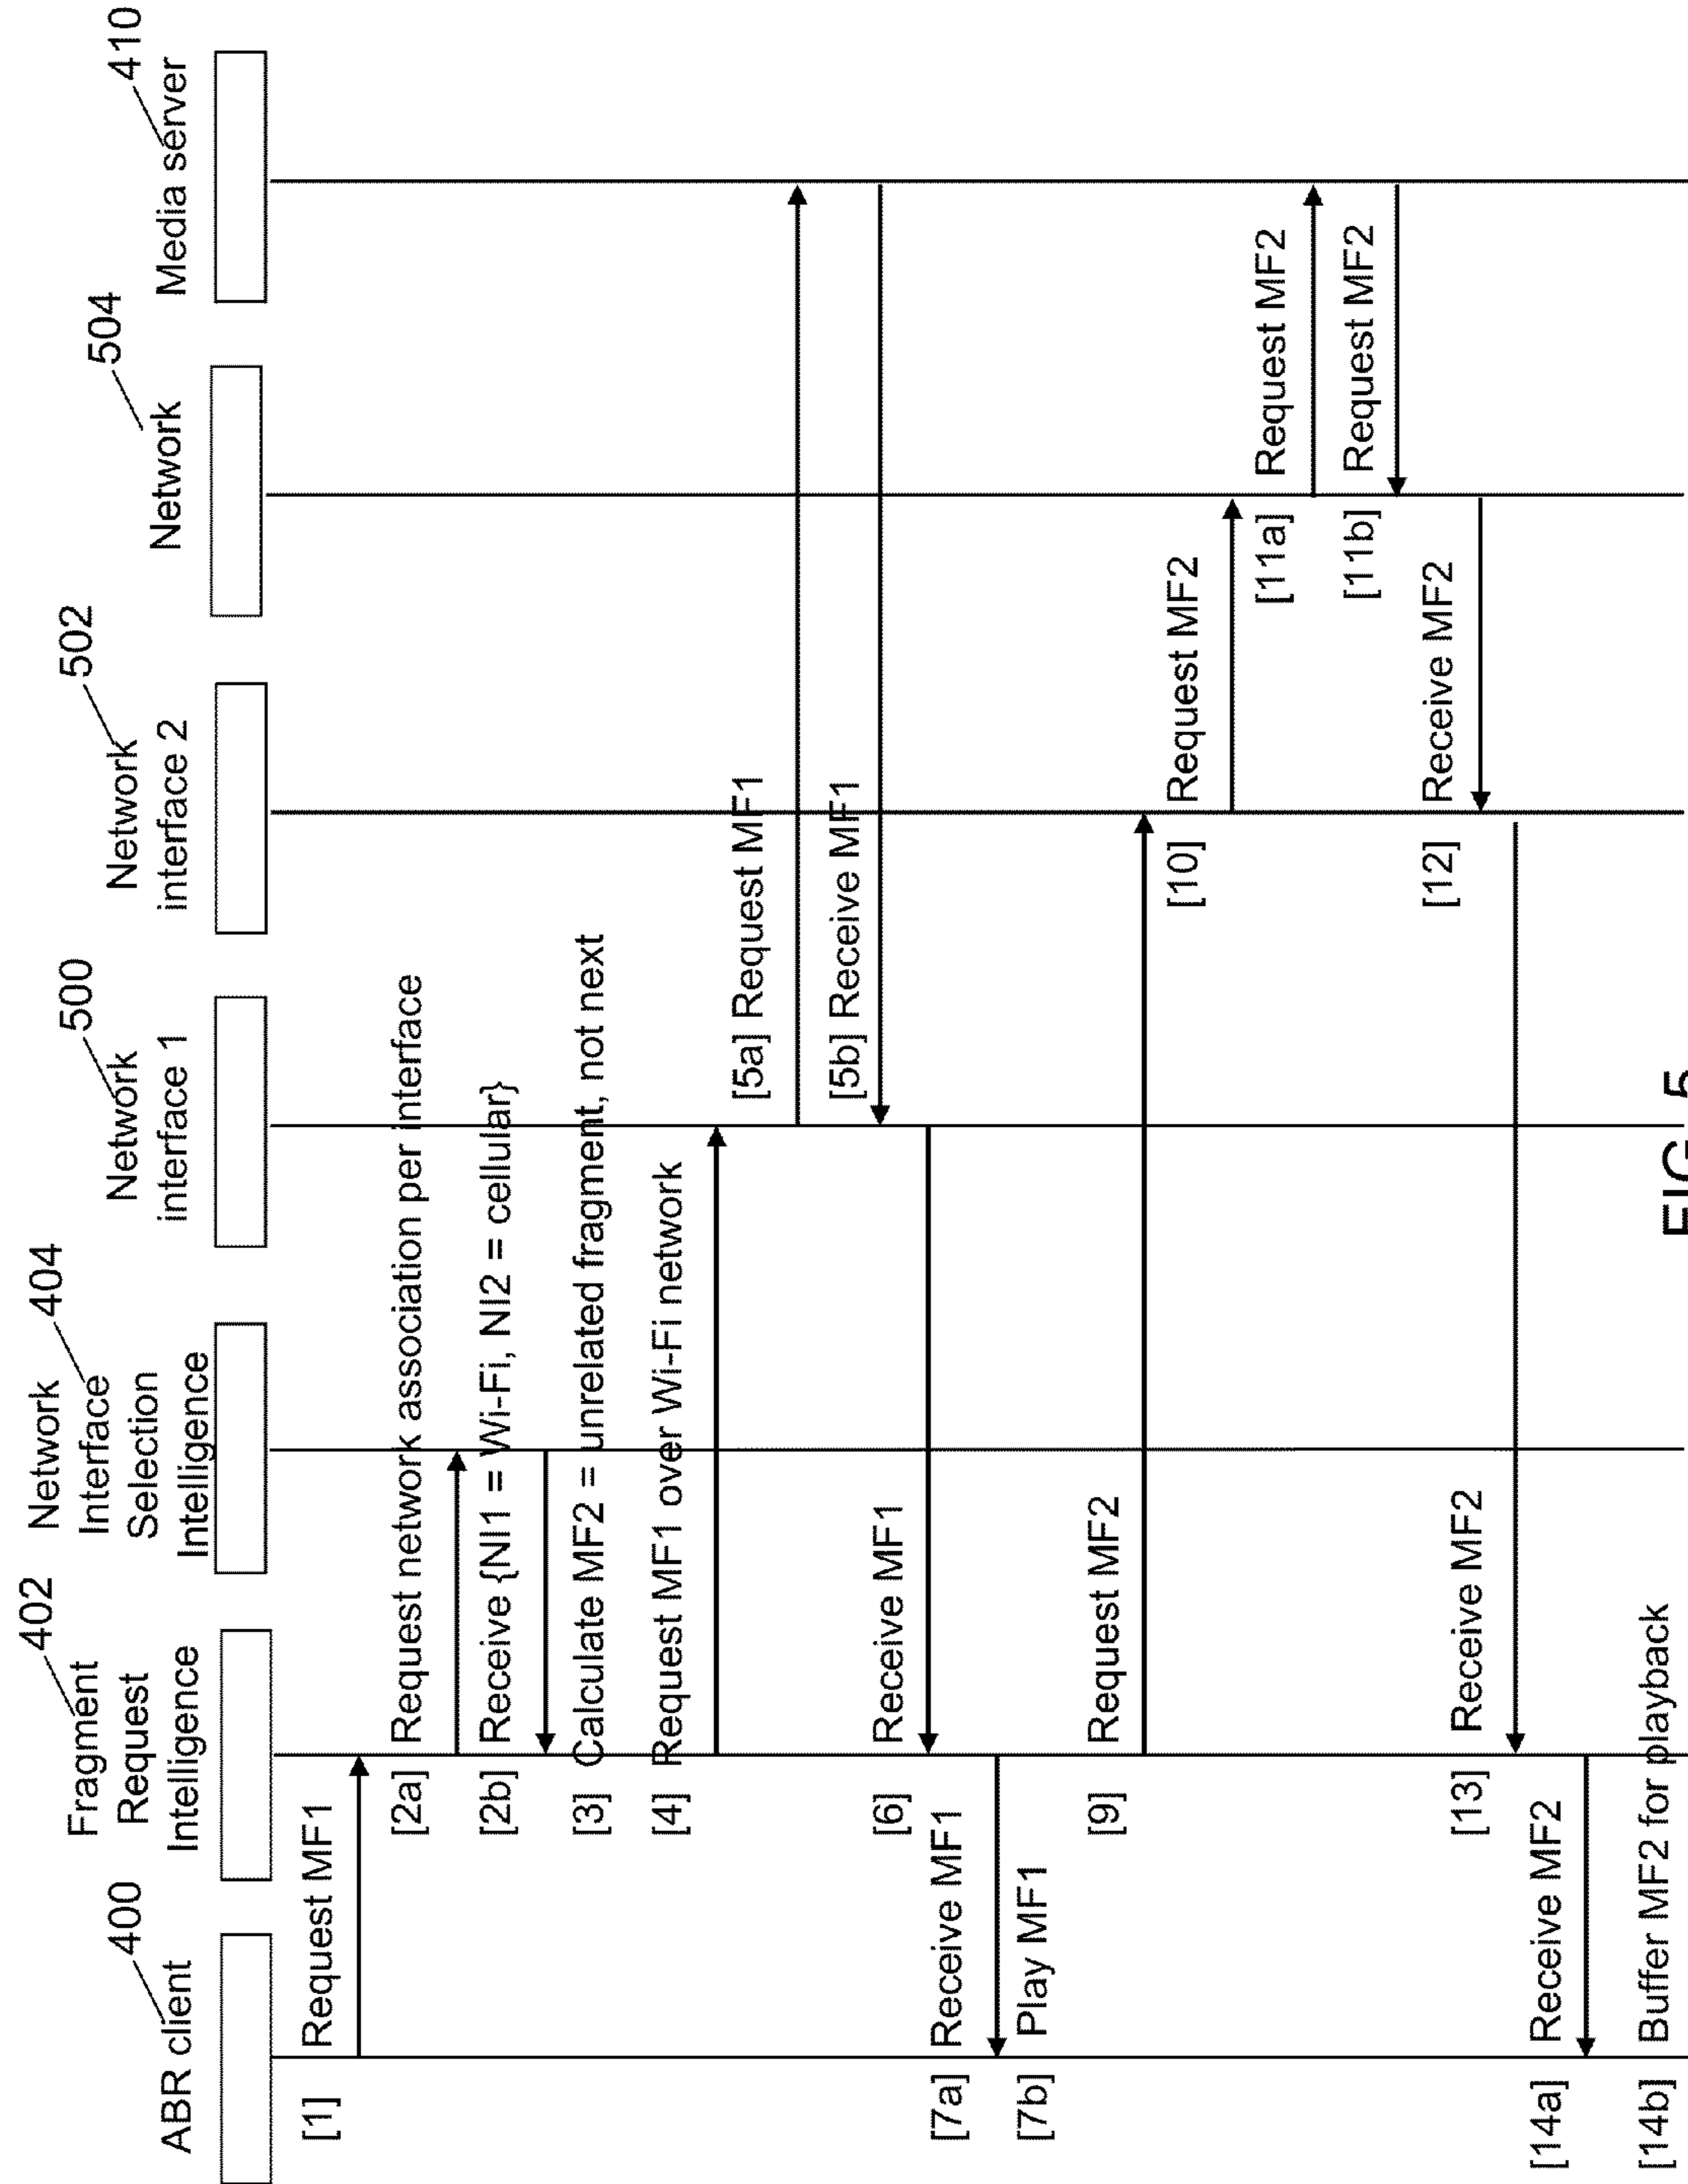 ABR client
400
Fragment
Request
Intelligence
402
Network
Interface
Selection
Intelligence
404
Network
interface 1
500
Network
interface 2
502
Network
504
Media server
410
[1] Request MF1
[2a] Request network association per interface
[2b] Receive {NI1 = Wi-Fi, NI2 = cellular}
[3] Calculate MF2 = unrelated fragment, not next
[4] Request MF1 over Wi-Fi network
[5a] Request MF1
[5b] Receive MF1
[6] Receive MF1
[7a] Receive MF1
[7b] Play MF1
[9] Request MF2
[10] Request MF2
[11a] Request MF2
[11b] Request MF2
[12] Receive MF2
[13] Receive MF2
[14a] Receive MF2
[14b] Buffer MF2 for playback
FIG. 5